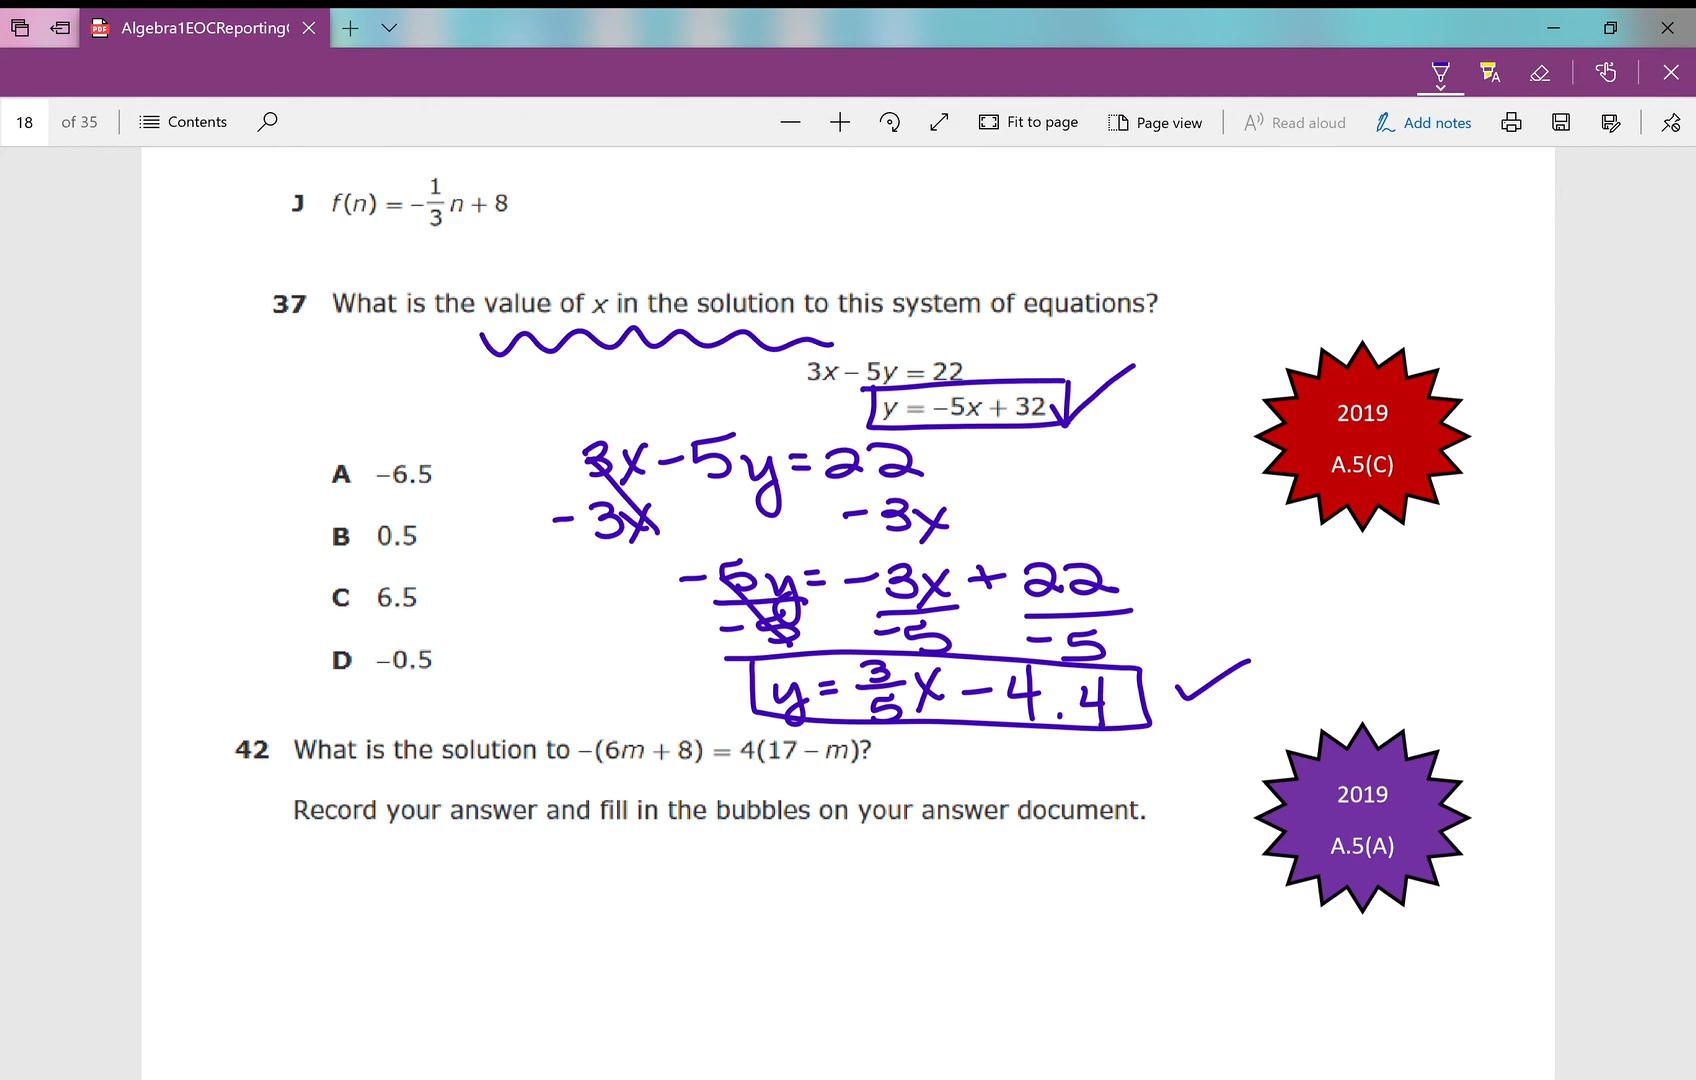 Algebra1EOCReporting(
18 of 35 Contents Fit to page Page view Read aloud Add notes
J f(n) = -1/3 n + 8
37 What is the value of x in the solution to this system of equations?
3x – 5y = 22
y = –5x + 32
2019
A.5(C)
A –6.5
B 0.5
C 6.5
D –0.5
3x - 5y = 22
- 3x - 3x
- 5y = - 3x + 22
- 5 - 5 - 5
y = 3/5 x - 4.4
42 What is the solution to –(6m + 8) = 4(17 – m)?
Record your answer and fill in the bubbles on your answer document.
2019
A.5(A)